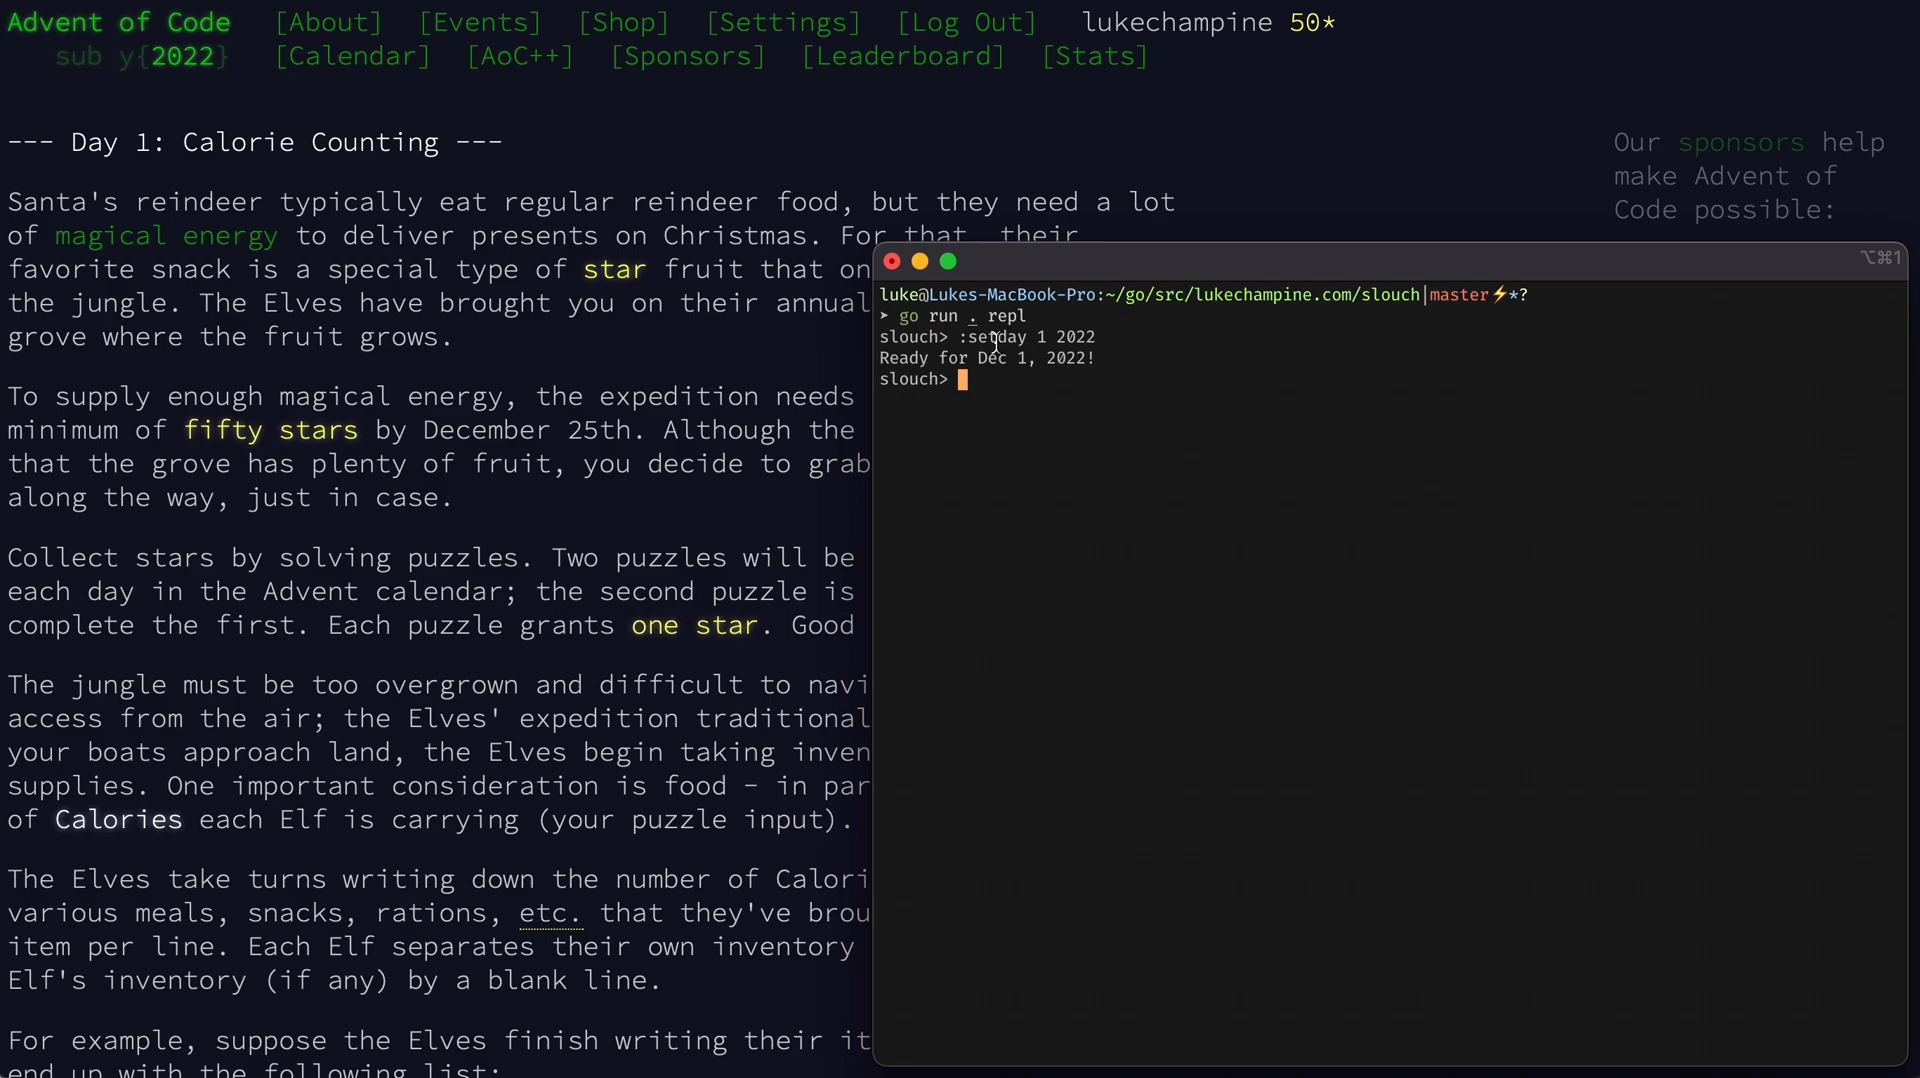 Advent of Code [About] [Events] [Shop] [Settings] [Log Out] lukechampine 50*
sub y{2022} [Calendar] [AoC++] [Sponsors] [Leaderboard] [Stats]
--- Day 1: Calorie Counting ---
Santa's reindeer typically eat regular reindeer food, but they need a lot
of magical energy to deliver presents on Christmas. For that, their
favorite snack is a special type of star fruit that on
the jungle. The Elves have brought you on their annual
grove where the fruit grows.
To supply enough magical energy, the expedition needs
minimum of fifty stars by December 25th. Although the
that the grove has plenty of fruit, you decide to grab
along the way, just in case.
Collect stars by solving puzzles. Two puzzles will be
each day in the Advent calendar; the second puzzle is
complete the first. Each puzzle grants one star. Good
The jungle must be too overgrown and difficult to navi
access from the air; the Elves' expedition traditional
your boats approach land, the Elves begin taking inven
supplies. One important consideration is food - in par
of Calories each Elf is carrying (your puzzle input).
The Elves take turns writing down the number of Calori
various meals, snacks, rations, etc. that they've brou
item per line. Each Elf separates their own inventory
Elf's inventory (if any) by a blank line.
For example, suppose the Elves finish writing their it
end up with the following list:
Our sponsors help
make Advent of
Code possible:
⌥⌘1
luke@Lukes-MacBook-Pro:~/go/src/lukechampine.com/slouch|master⚡*?
➤ go run . repl
slouch> :setday 1 2022
Ready for Dec 1, 2022!
slouch>